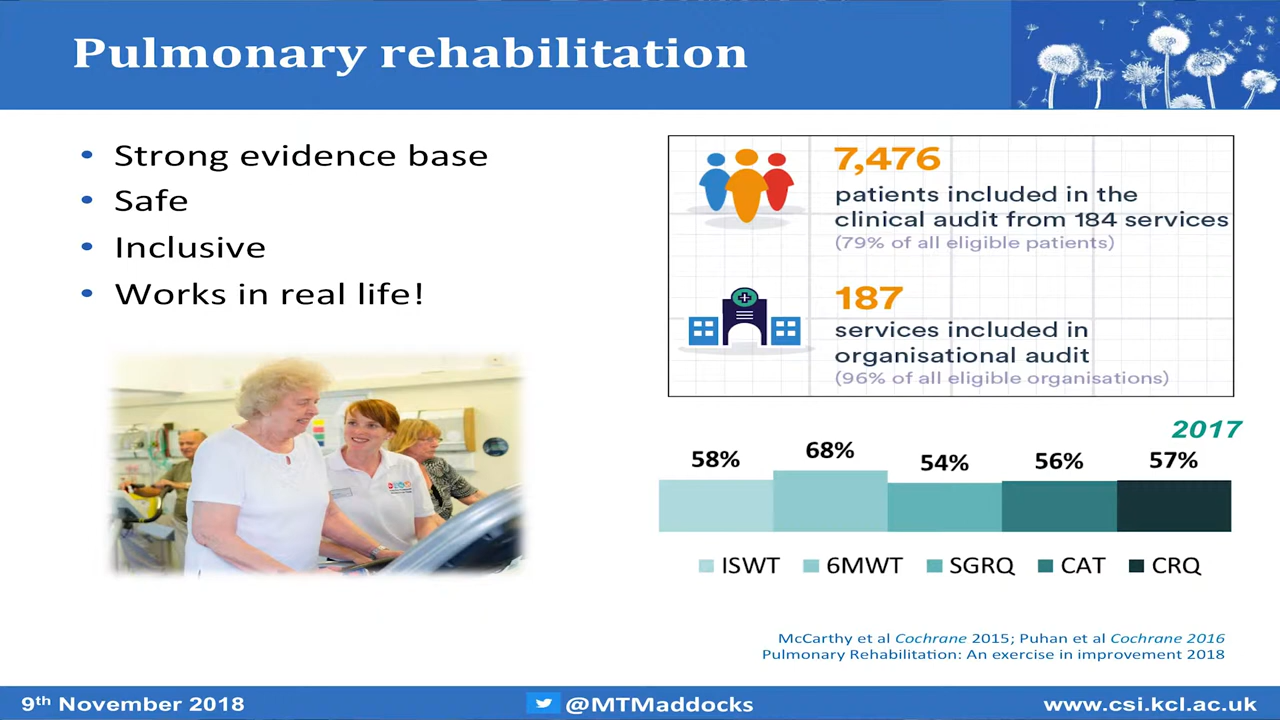 Pulmonary rehabilitation
• Strong evidence base
• Safe
• Inclusive
• Works in real life!
7,476
patients included in the
clinical audit from 184 services
(79% of all eligible patients)
187
services included in
organisational audit
(96% of all eligible organisations)
2017
58% 68% 54% 56% 57%
ISWT 6MWT SGRQ CAT CRQ
McCarthy et al Cochrane 2015; Puhan et al Cochrane 2016
Pulmonary Rehabilitation: An exercise in improvement 2018
9th November 2018
@MTMaddocks
www.csi.kcl.ac.uk